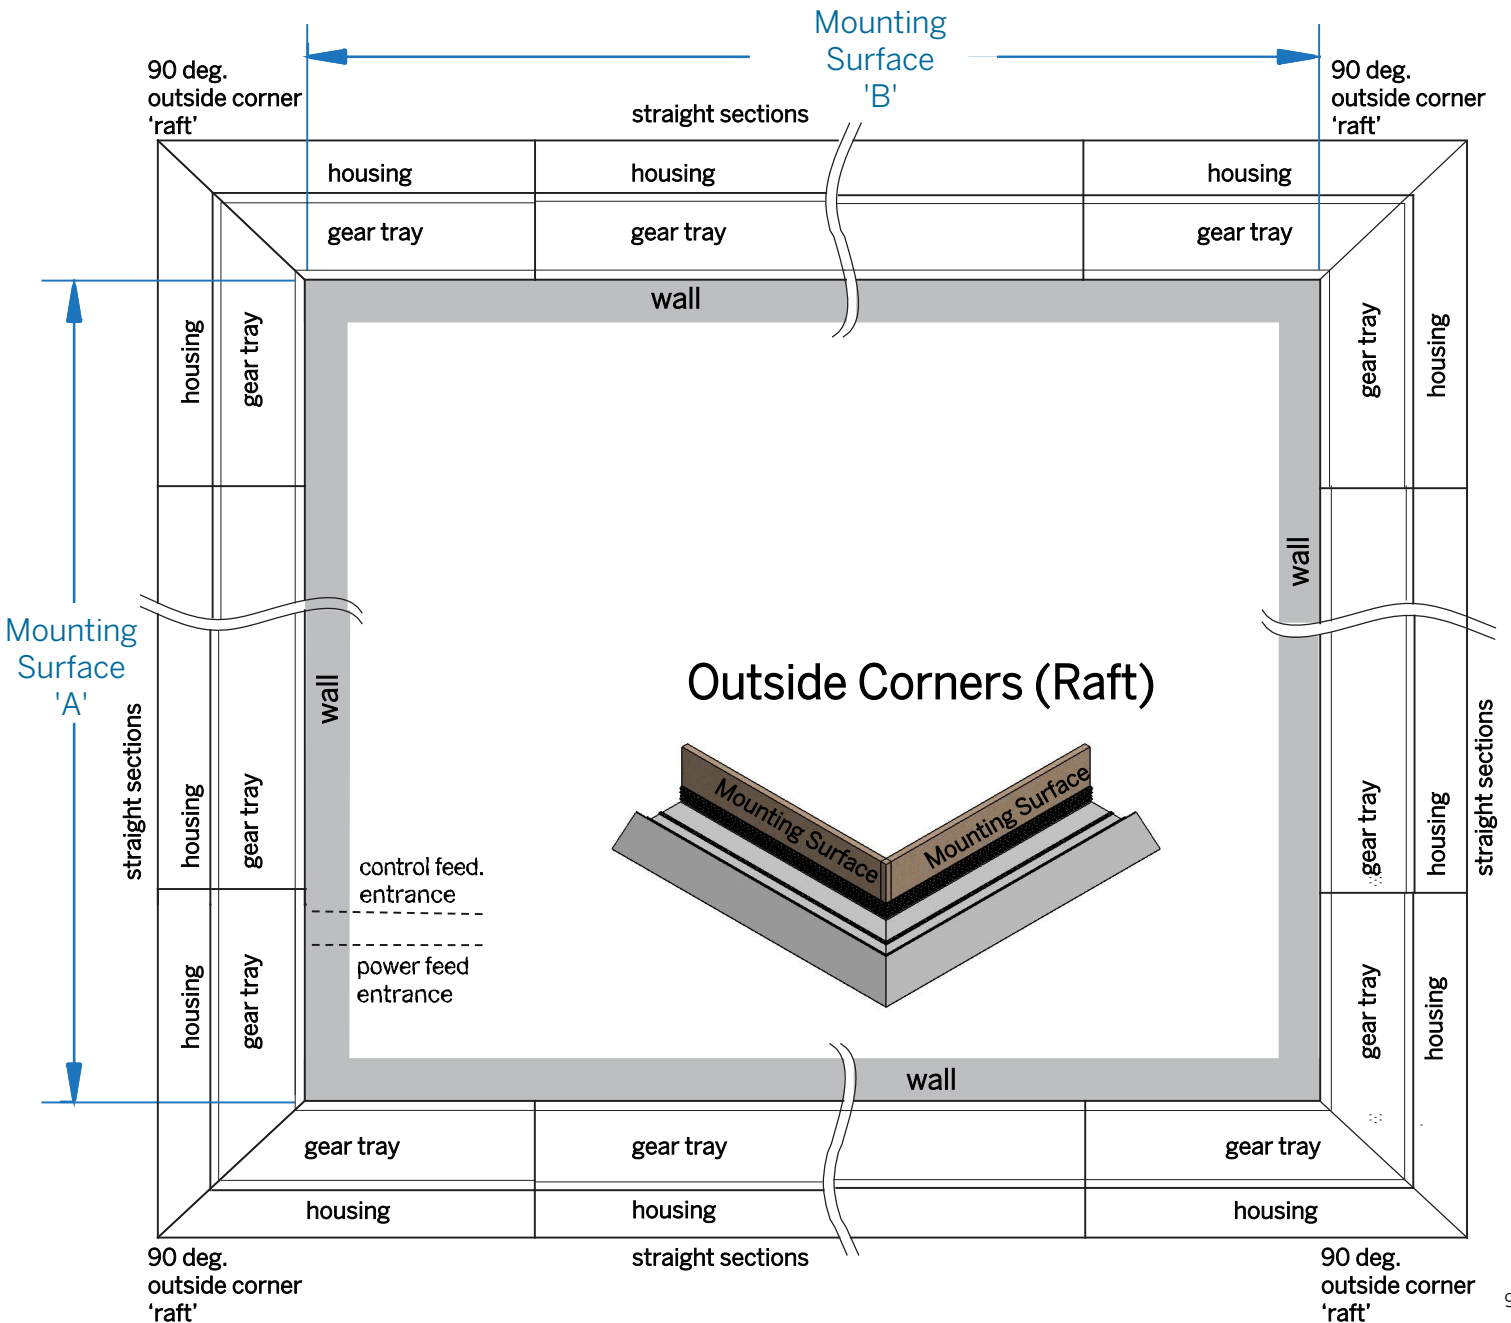 Mounting
Surface
'B'
90 deg.
outside corner
‘raft’
90 deg.
outside corner
‘raft’
straight sections
housing
housing
housing
gear tray
gear tray
gear tray
wall
housing
gear tray
gear tray
housing
wall
Mounting
Surface
'A'
wall
straight sections
housing
gear tray
Outside Corners (Raft)
Mounting Surface
Mounting Surface
gear tray
housing
straight sections
control feed.
entrance
power feed
entrance
housing
gear tray
gear tray
housing
wall
gear tray
gear tray
gear tray
housing
housing
housing
straight sections
90 deg.
outside corner
‘raft’
90 deg.
outside corner
‘raft’
9